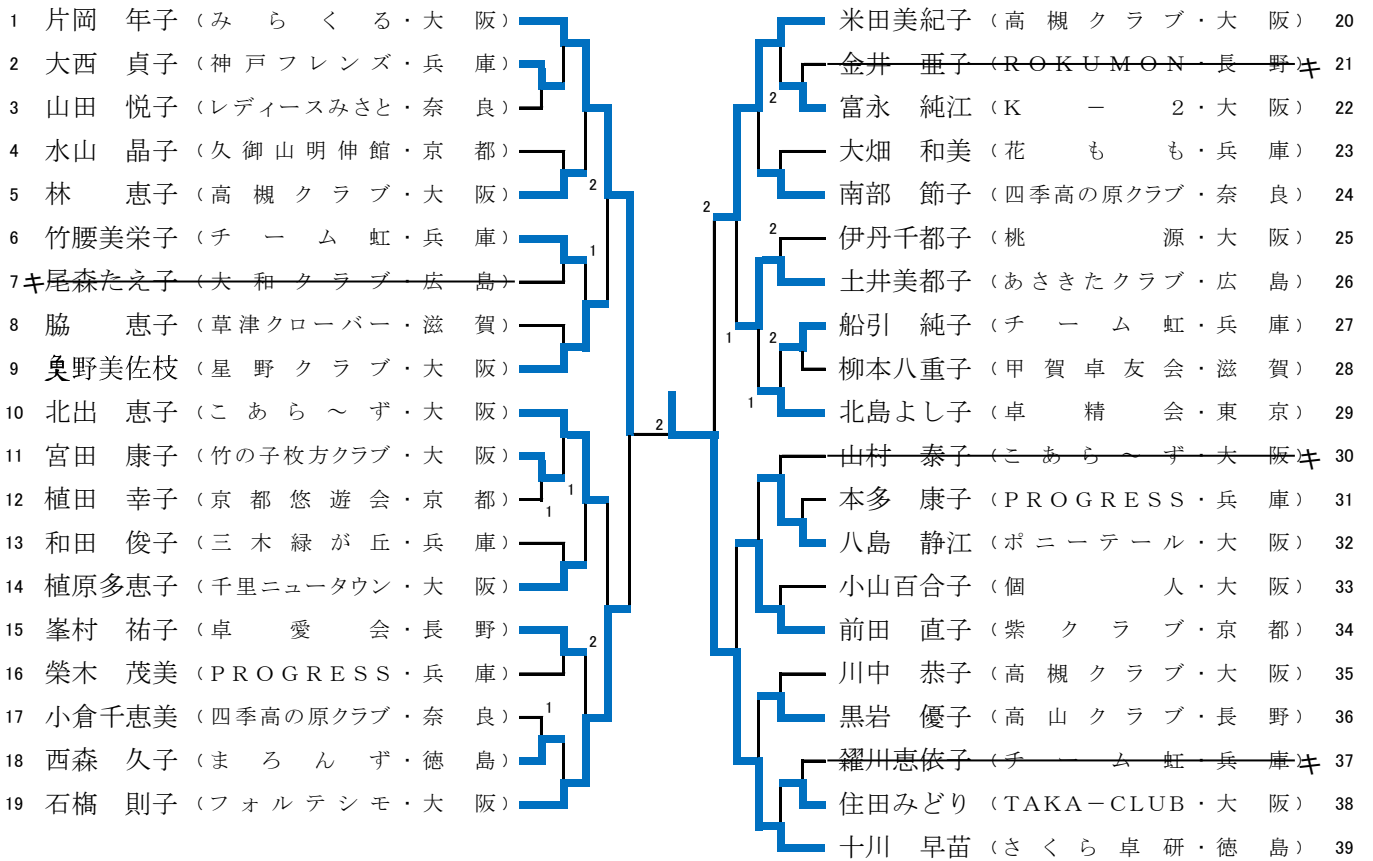 1 片岡 年子 (みらくる・大阪)
2 大西 貞子 (神戸フレンズ・兵庫)
3 山田 悦子 (レディースみさと・奈良)
4 水山 晶子 (久御山明伸館・京都)
5 林 恵子 (高槻クラブ・大阪)
2
6 竹腰美栄子 (チーム虹・兵庫)
1
7 キ 尾森たえ子 (大和クラブ・広島)
8 脇 恵子 (草津クローバー・滋賀)
9 奥野美佐枝 (星野クラブ・大阪)
10 北出 恵子 (こあら~ず・大阪)
2
11 宮田 康子 (竹の子枚方クラブ・大阪)
1
12 植田 幸子 (京都悠遊会・京都)
1
13 和田 俊子 (三木緑が丘・兵庫)
14 植原多恵子 (千里ニュータウン・大阪)
15 峯村 祐子 (卓愛会・長野)
2
16 榮木 茂美 (PROGRESS・兵庫)
17 小倉千恵美 (四季高の原クラブ・奈良)
1
18 西森 久子 (まろんず・徳島)
19 石橋 則子 (フォルテシモ・大阪)
米田美紀子 (高槻クラブ・大阪) 20
金井 亜子 (ROKUMON・長野) キ 21
2
富永 純江 (K-2・大阪) 22
大畑 和美 (花もも・兵庫) 23
南部 節子 (四季高の原クラブ・奈良) 24
2
2
伊丹千都子 (桃源・大阪) 25
土井美都子 (あさきたクラブ・広島) 26
船引 純子 (チーム虹・兵庫) 27
1
2
柳本八重子 (甲賀卓友会・滋賀) 28
1
北島よし子 (卓精会・東京) 29
山村 泰子 (こあら~ず・大阪) キ 30
本多 康子 (PROGRESS・兵庫) 31
八島 静江 (ポニーテール・大阪) 32
小山百合子 (個人・大阪) 33
前田 直子 (紫クラブ・京都) 34
川中 恭子 (高槻クラブ・大阪) 35
黒岩 優子 (高山クラブ・長野) 36
糴川恵依子 (チーム虹・兵庫) キ 37
住田みどり (TAKA-CLUB・大阪) 38
十川 早苗 (さくら卓研・徳島) 39